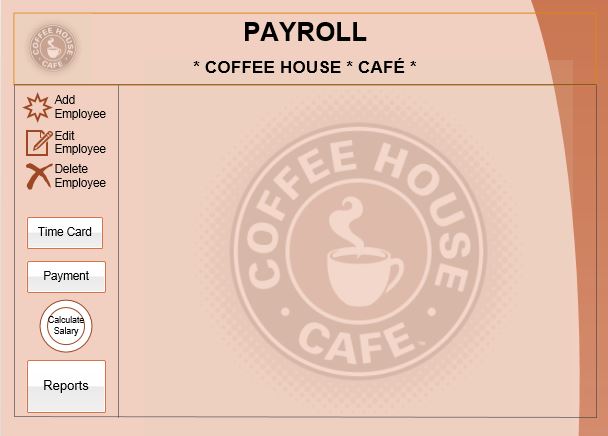 PAYROLL
* COFFEE HOUSE * CAFÉ *
COFFEE HOUSE
CAFE
Add
Employee
Edit
Employee
Delete
Employee
Time Card
Payment
Calculate
Salary
Reports
COFFEE HOUSE
CAFE™